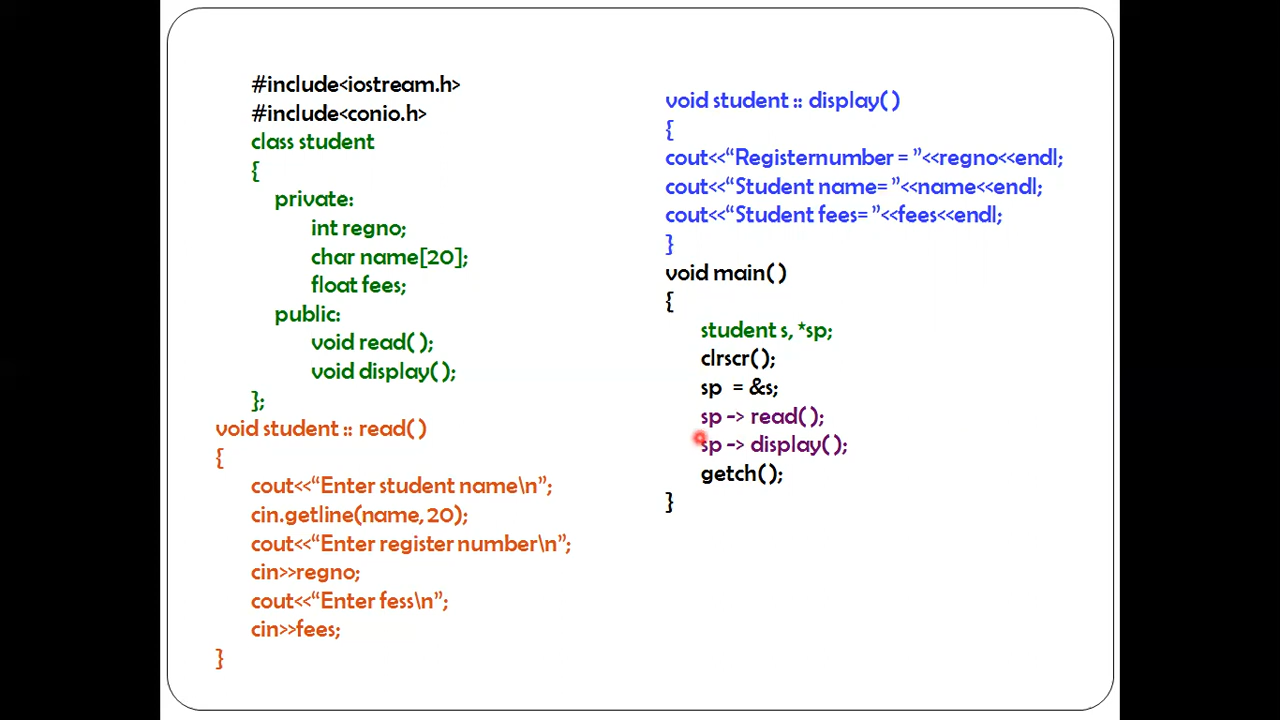 #include<iostream.h>
#include<conio.h>
class student
{
private:
int regno;
char name[20];
float fees;
public:
void read( );
void display( );
};
void student :: read( )
{
cout<<“Enter student name\n”;
cin.getline(name, 20);
cout<<“Enter register number\n”;
cin>>regno;
cout<<“Enter fess\n”;
cin>>fees;
}
void student :: display( )
{
cout<<“Registernumber = ”<<regno<<endl;
cout<<“Student name= ”<<name<<endl;
cout<<“Student fees= ”<<fees<<endl;
}
void main( )
{
student s, *sp;
clrscr( );
sp = &s;
sp -> read( );
sp -> display( );
getch( );
}